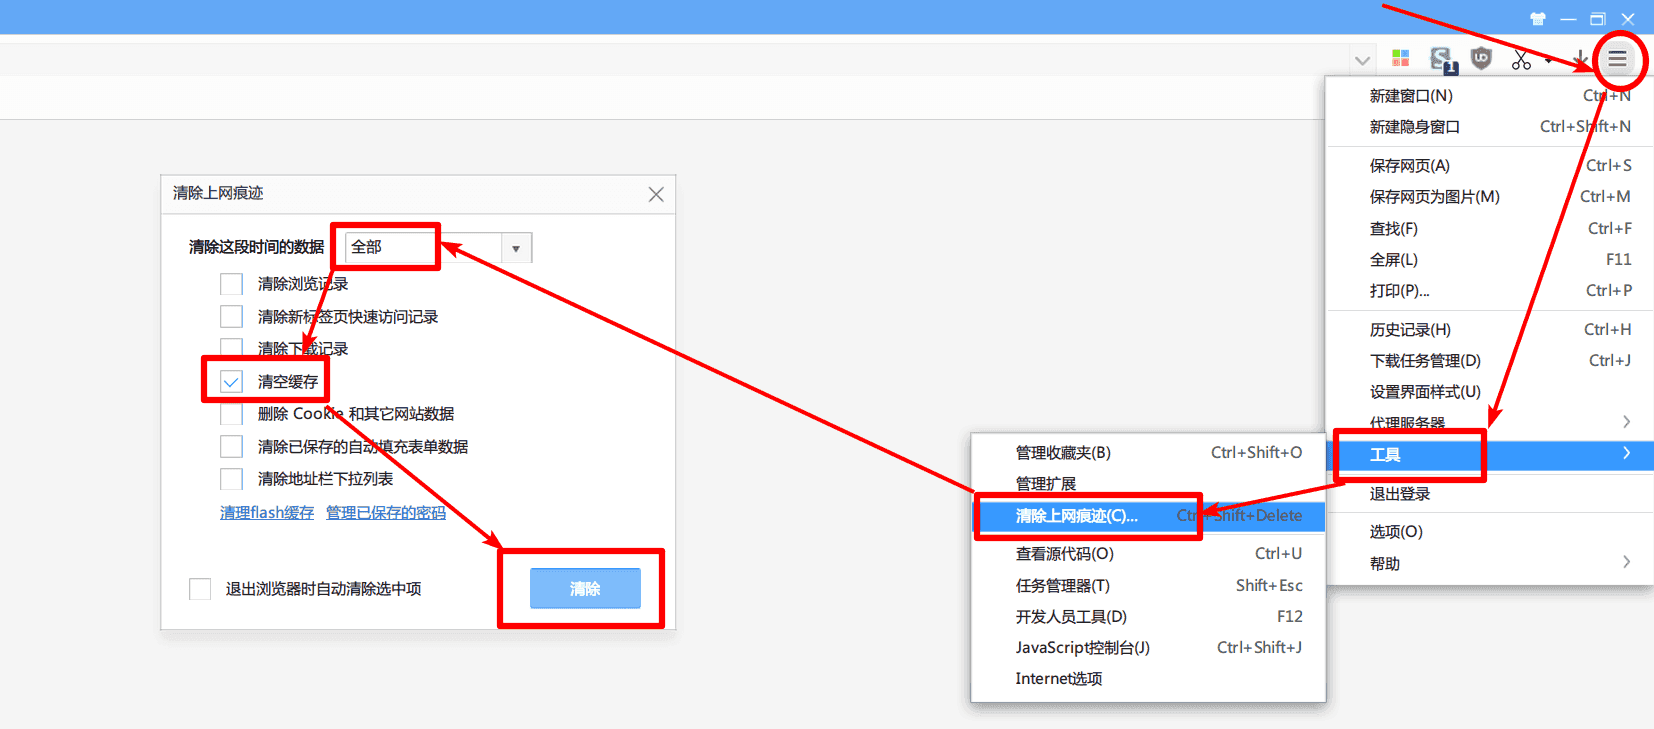 1
新建窗口(N) Ctrl+N
新建隐身窗口 Ctrl+Shift+N
保存网页(A) Ctrl+S
保存网页为图片(M) Ctrl+M
查找(F) Ctrl+F
全屏(L) F11
打印(P)... Ctrl+P
历史记录(H) Ctrl+H
下载任务管理(D) Ctrl+J
设置界面样式(U)
代理服务器
工具
退出登录
选项(O)
帮助
管理收藏夹(B) Ctrl+Shift+O
管理扩展
清除上网痕迹(C)... Ctrl+Shift+Delete
查看源代码(O) Ctrl+U
任务管理器(T) Shift+Esc
开发人员工具(D) F12
JavaScript控制台(J) Ctrl+Shift+J
Internet选项
清除上网痕迹
清除这段时间的数据 全部
清除浏览记录
清除新标签页快速访问记录
清除下载记录
清空缓存
删除 Cookie 和其它网站数据
清除已保存的自动填充表单数据
清除地址栏下拉列表
清理flash缓存 管理已保存的密码
退出浏览器时自动清除选中项 清除